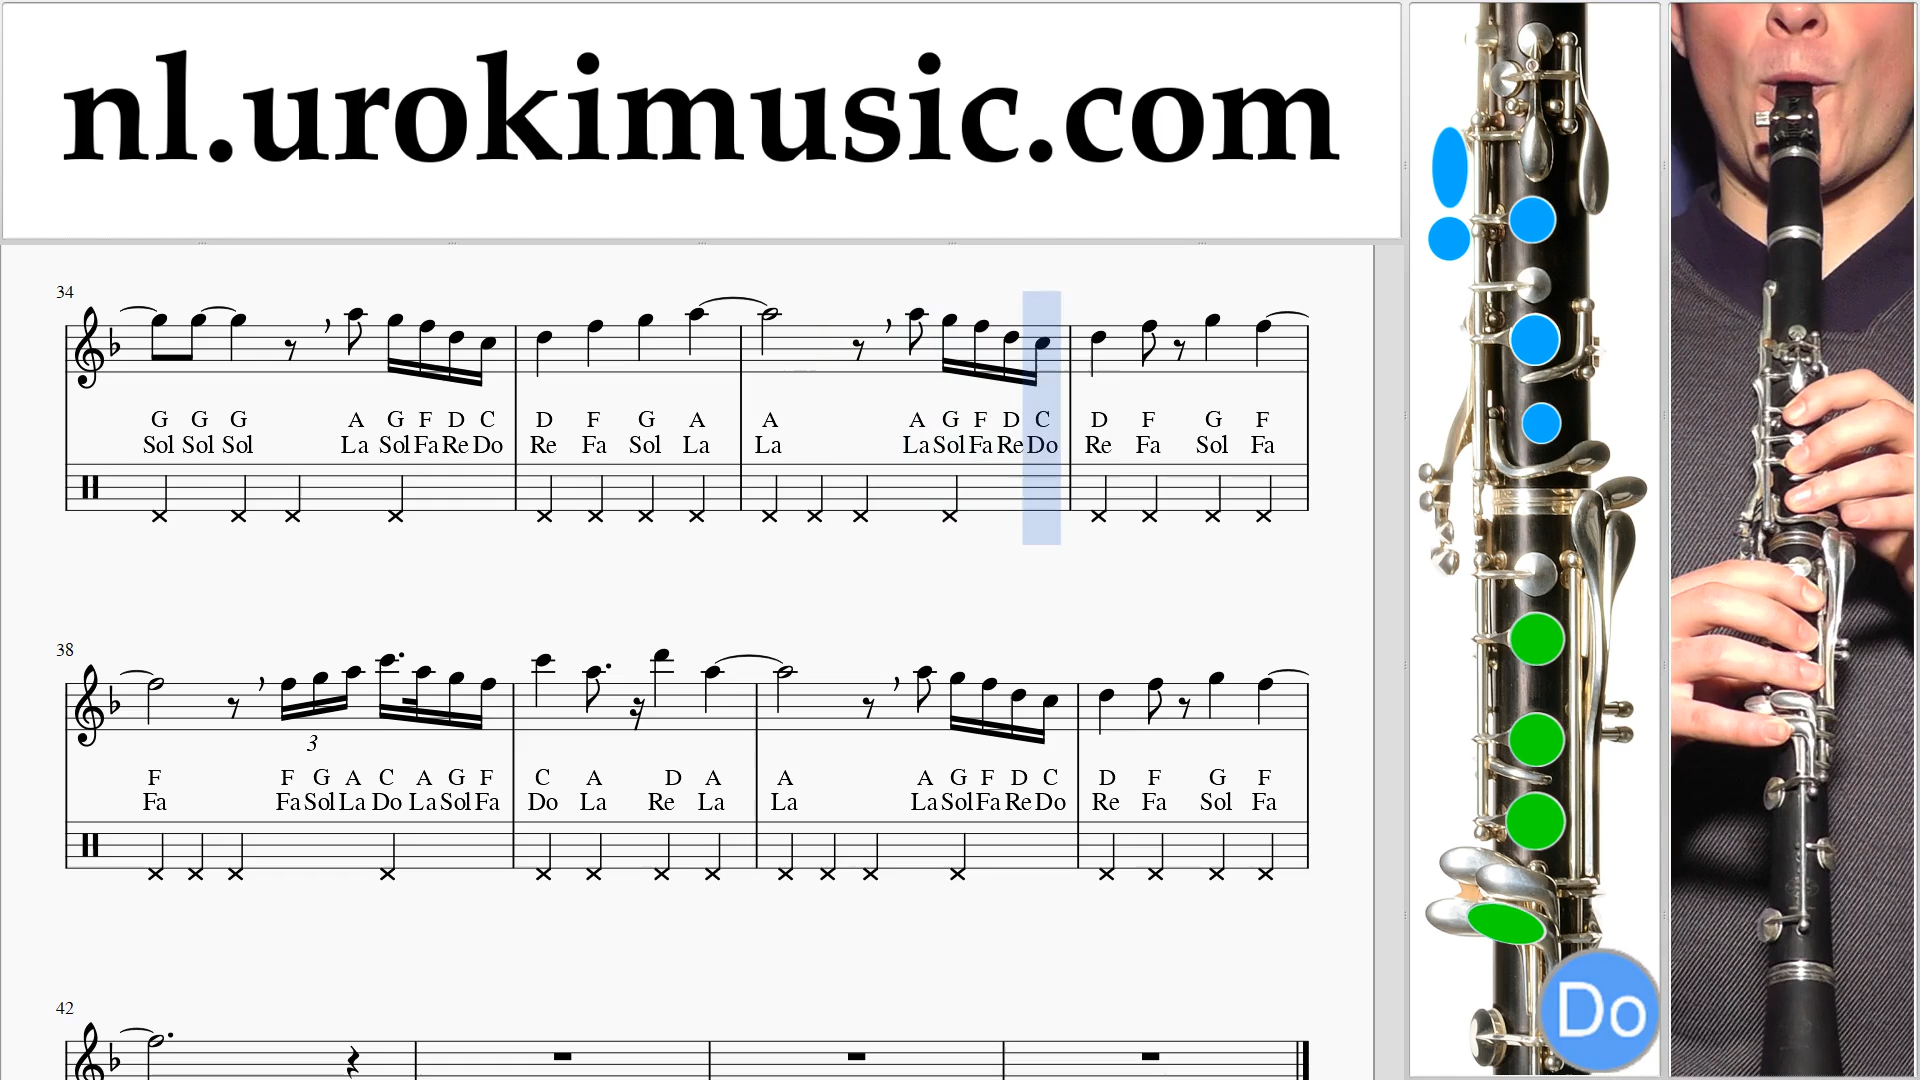 nl.urokimusic.com
34
G G G A G F D C D F G A A A G F D C D F G F
Sol Sol Sol La Sol Fa Re Do Re Fa Sol La La La Sol Fa Re Do Re Fa Sol Fa
38
3
F F G A C A G F C A D A A A G F D C D F G F
Fa Fa Sol La Do La Sol Fa Do La Re La La La Sol Fa Re Do Re Fa Sol Fa
42
Do